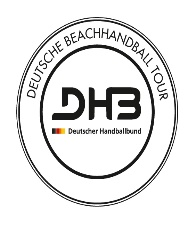 DEUTSCHE BEACHHANDBALL TOUR
DHB
Deutscher Handballbund